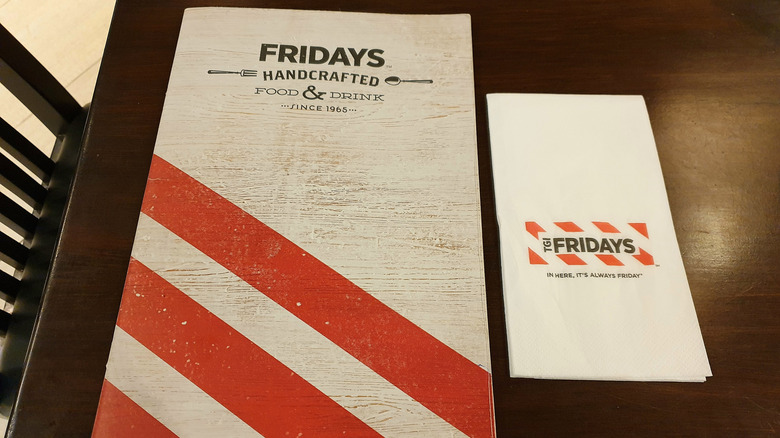 FRIDAYS
HANDCRAFTED
FOOD & DRINK
···SINCE 1965···
TGI FRIDAYS
IN HERE, IT'S ALWAYS FRIDAY